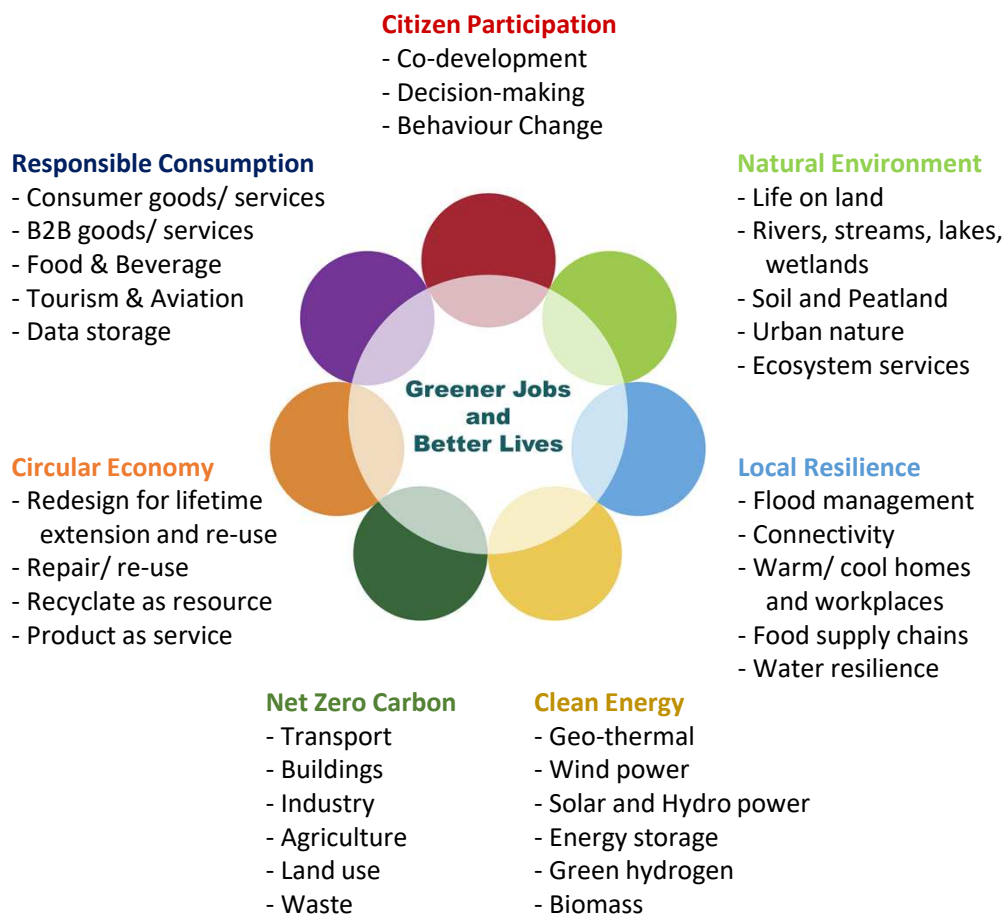 Citizen Participation
- Co-development
- Decision-making
- Behaviour Change
Responsible Consumption
- Consumer goods/ services
- B2B goods/ services
- Food & Beverage
- Tourism & Aviation
- Data storage
Natural Environment
- Life on land
- Rivers, streams, lakes,
wetlands
- Soil and Peatland
- Urban nature
- Ecosystem services
Greener Jobs
and
Better Lives
Circular Economy
- Redesign for lifetime
extension and re-use
- Repair/ re-use
- Recyclate as resource
- Product as service
Local Resilience
- Flood management
- Connectivity
- Warm/ cool homes
and workplaces
- Food supply chains
- Water resilience
Net Zero Carbon
- Transport
- Buildings
- Industry
- Agriculture
- Land use
- Waste
Clean Energy
- Geo-thermal
- Wind power
- Solar and Hydro power
- Energy storage
- Green hydrogen
- Biomass